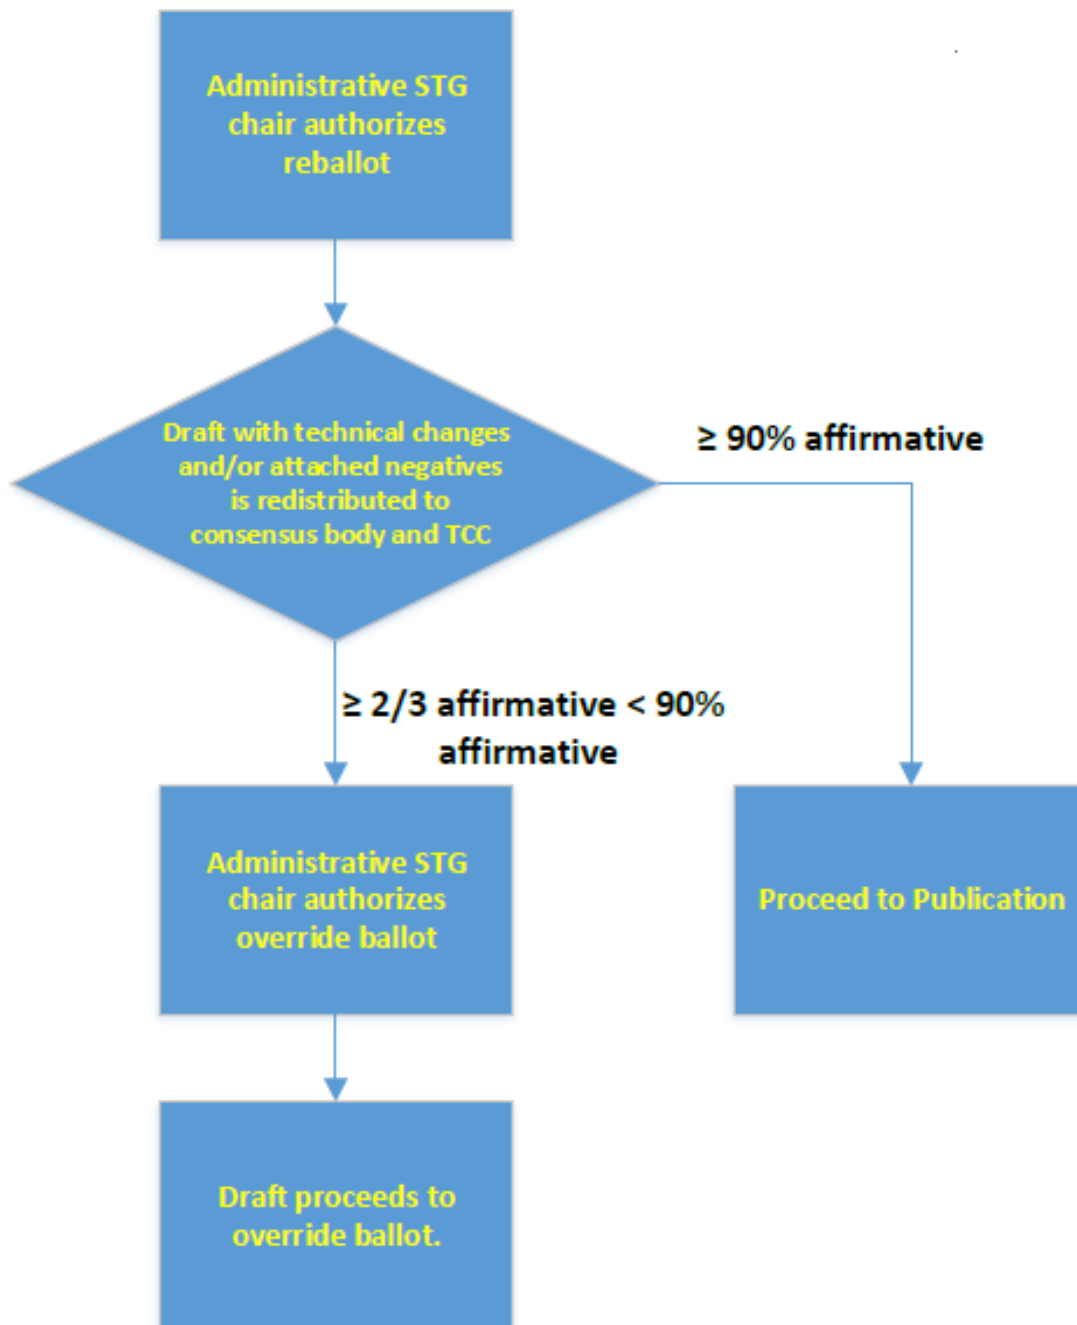 Administrative STG
chair authorizes
reballot
Draft with technical changes
and/or attached negatives
is redistributed to
consensus body and TCC
≥ 90% affirmative
≥ 2/3 affirmative < 90%
affirmative
Administrative STG
chair authorizes
override ballot
Proceed to Publication
Draft proceeds to
override ballot.